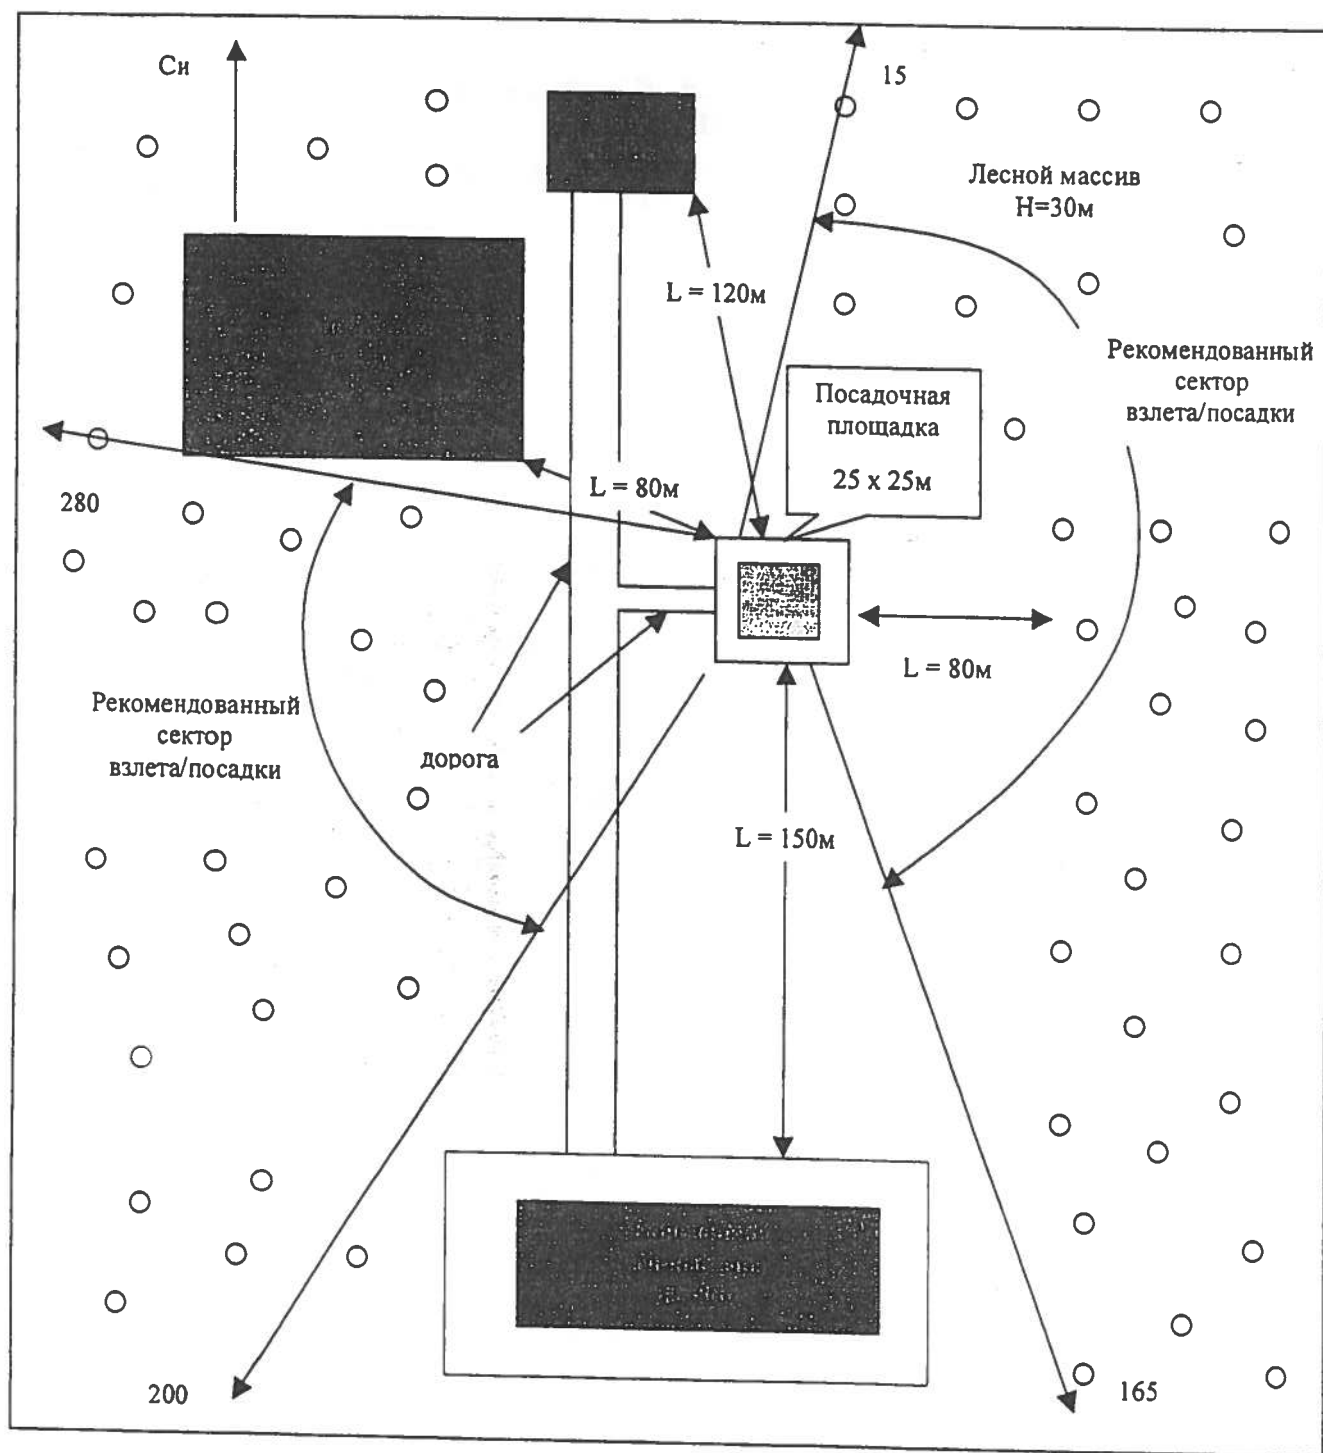 Си
15
Лесной массив
Н=30м
L = 120м
Рекомендованный
сектор
взлета/посадки
Посадочная
площадка
25 х 25м
L = 80м
280
L = 80м
Рекомендованный
сектор
взлета/посадки
дорога
L = 150м
200
165